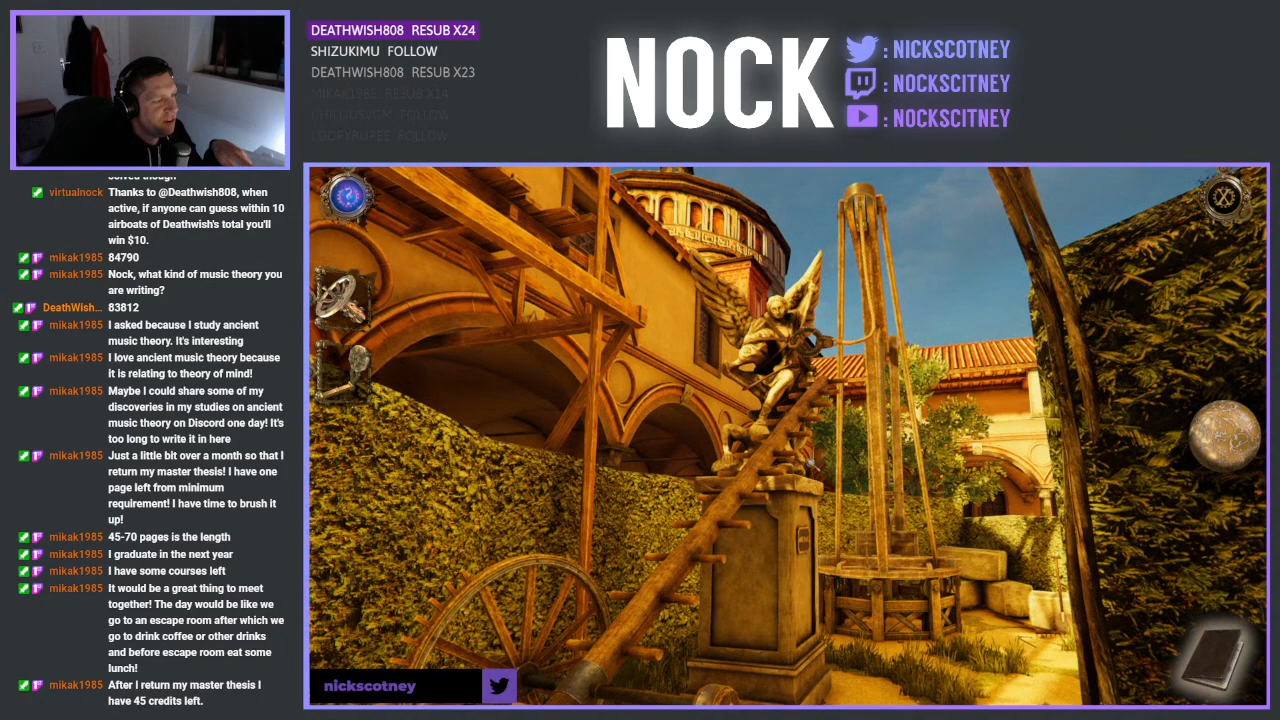 DEATHWISH808 RESUB X24
SHIZUKIMU FOLLOW
DEATHWISH808 RESUB X23
MIKAK1985 RESUB X14
LOOPYRUPEE FOLLOW
NOCK
: NICKSCOTNEY
: NOCKSCITNEY
: NOCKSCITNEY
solved though
virtualnock Thanks to @Deathwish808, when
active, if anyone can guess within 10
airboats of Deathwish's total you'll
win $10.
mikak1985 84790
mikak1985 Nock, what kind of music theory you
are writing?
DeathWish... 83812
mikak1985 I asked because I study ancient
music theory. It's interesting
mikak1985 I love ancient music theory because
it is relating to theory of mind!
mikak1985 Maybe I could share some of my
discoveries in my studies on ancient
music theory on Discord one day! It's
too long to write it in here
mikak1985 Just a little bit over a month so that I
return my master thesis! I have one
page left from minimum
requirement! I have time to brush it
up!
mikak1985 45-70 pages is the length
mikak1985 I graduate in the next year
mikak1985 I have some courses left
mikak1985 It would be a great thing to meet
together! The day would be like we
go to an escape room after which we
go to drink coffee or other drinks
and before escape room eat some
lunch!
mikak1985 After I return my master thesis I
have 45 credits left.
nickscotney